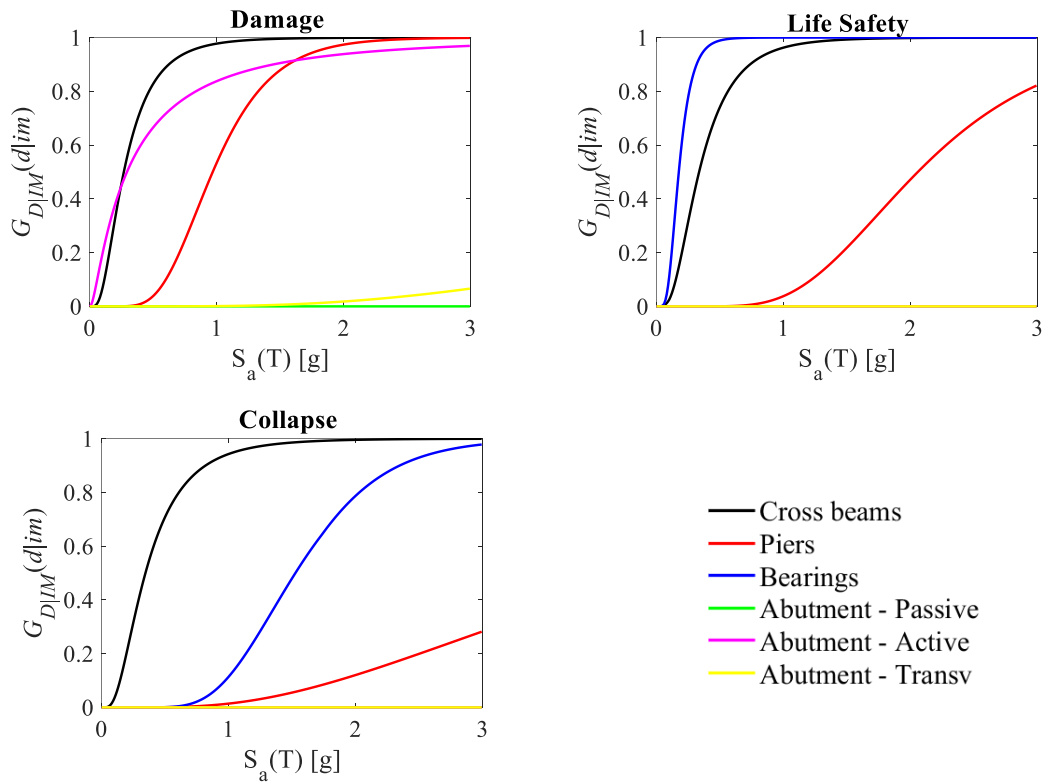 Damage
1
0.8
0.6
0.4
0.2
0
G_{D|IM}(d|im)
0 1 2 3
S_a(T) [g]
Life Safety
1
0.8
0.6
0.4
0.2
0
G_{D|IM}(d|im)
0 1 2 3
S_a(T) [g]
Collapse
1
0.8
0.6
0.4
0.2
0
G_{D|IM}(d|im)
0 1 2 3
S_a(T) [g]
Cross beams
Piers
Bearings
Abutment - Passive
Abutment - Active
Abutment - Transv